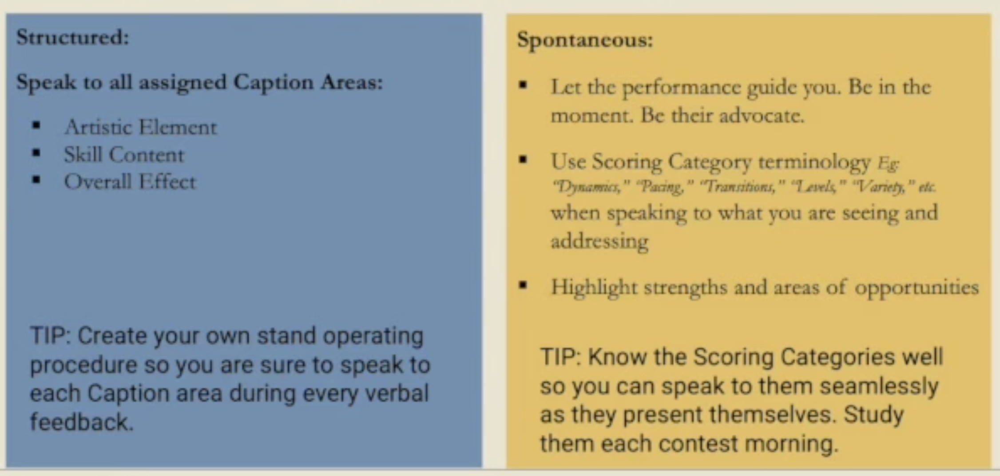 Structured:
Speak to all assigned Caption Areas:
▪ Artistic Element
▪ Skill Content
▪ Overall Effect
TIP: Create your own stand operating
procedure so you are sure to speak to
each Caption area during every verbal
feedback.
Spontaneous:
▪ Let the performance guide you. Be in the
moment. Be their advocate.
▪ Use Scoring Category terminology Eg:
“Dynamics,” “Pacing,” “Transitions,” “Levels,” “Variety,” etc.
when speaking to what you are seeing and
addressing
▪ Highlight strengths and areas of opportunities
TIP: Know the Scoring Categories well
so you can speak to them seamlessly
as they present themselves. Study
them each contest morning.